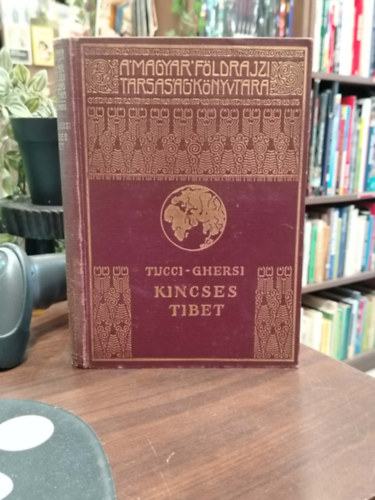 A MAGYAR FÖLDRAJZI
TÁRSASÁG KÖNYVTÁRA
TUCCI-GHERSI
KINCSES
TIBET